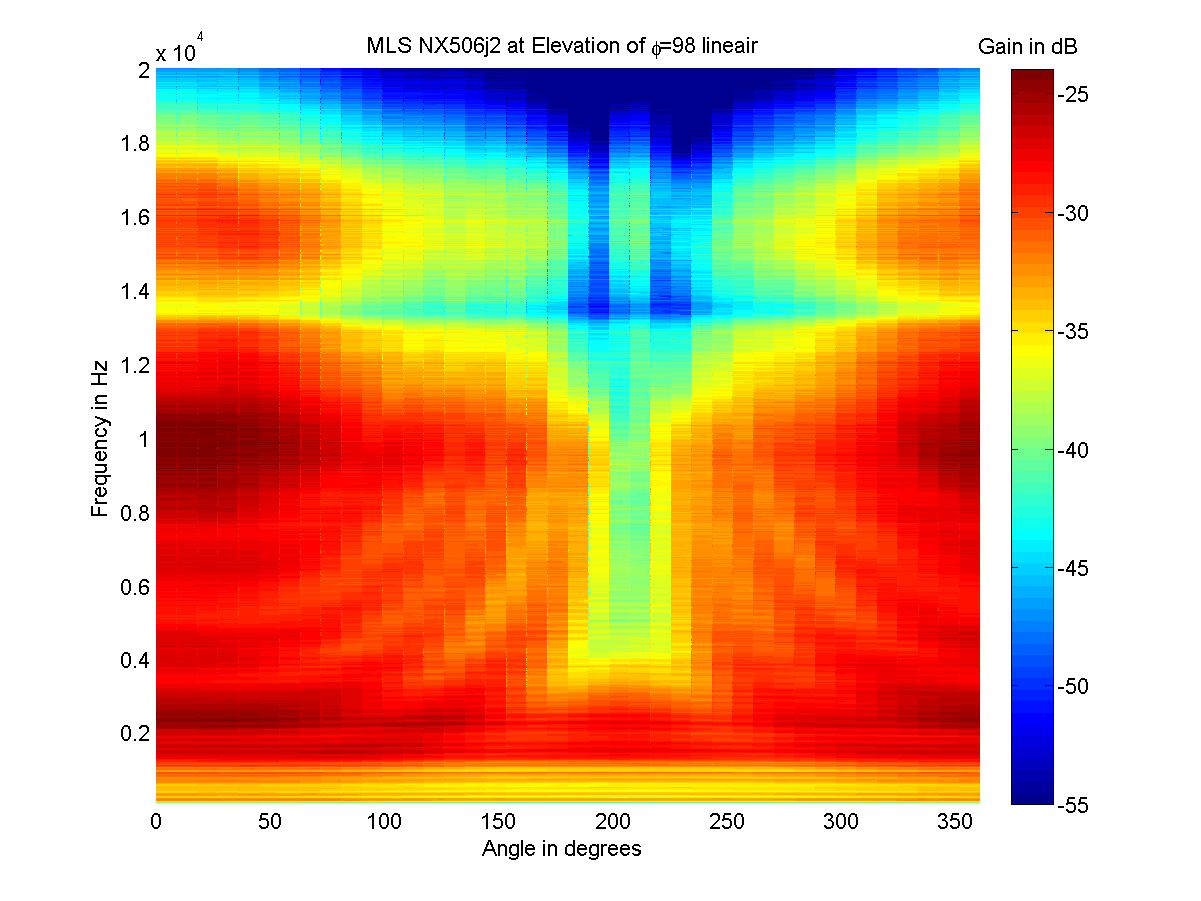 MLS NX506j2 at Elevation of ϕ=98 lineair
Gain in dB
x 10^4
2
1.8
1.6
1.4
1.2
1
0.8
0.6
0.4
0.2
Frequency in Hz
0 50 100 150 200 250 300 350
Angle in degrees
-25
-30
-35
-40
-45
-50
-55